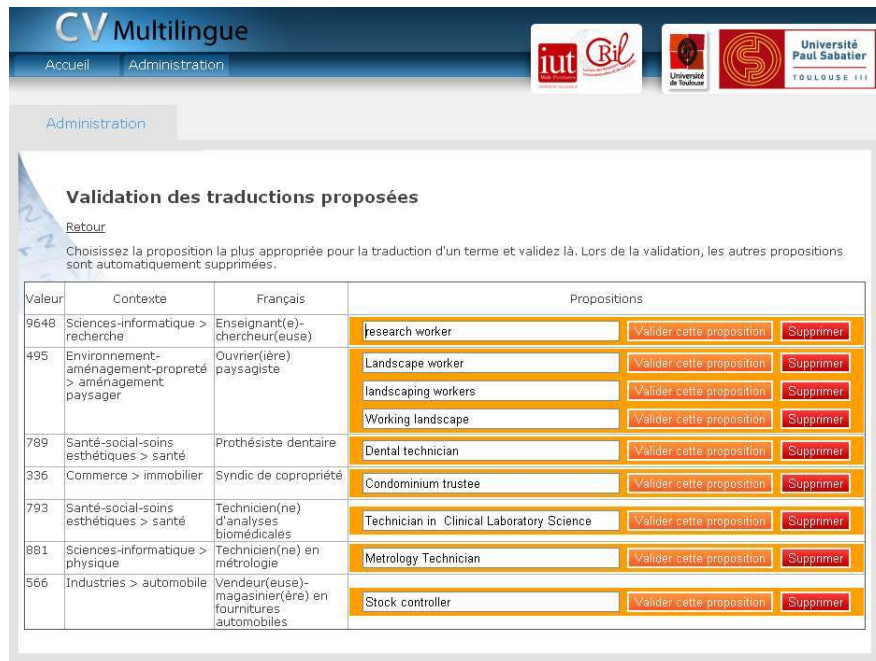 CV Multilingue
Accueil Administration
iut CRiL
Midi Pyrénées
Université
de Toulouse
Université
Paul Sabatier
TOULOUSE III
Administration
Validation des traductions proposées
Retour
Choisissez la proposition la plus appropriée pour la traduction d'un terme et validez là. Lors de la validation, les autres propositions
sont automatiquement supprimées.
Valeur Contexte Français Propositions
9648 Sciences-informatique > Enseignant(e)-
recherche chercheur(euse)
research worker Valider cette proposition Supprimer
495 Environnement- Ouvrier(ière)
aménagement-propreté paysagiste
> aménagement
paysager
Landscape worker Valider cette proposition Supprimer
landscaping workers Valider cette proposition Supprimer
Working landscape Valider cette proposition Supprimer
789 Santé-social-soins Prothésiste dentaire
esthétiques > santé
Dental technician Valider cette proposition Supprimer
336 Commerce > immobilier Syndic de copropriété
Condominium trustee Valider cette proposition Supprimer
793 Santé-social-soins Technicien(ne)
esthétiques > santé d'analyses
biomédicales
Technician in Clinical Laboratory Science Valider cette proposition Supprimer
881 Sciences-informatique > Technicien(ne) en
physique métrologie
Metrology Technician Valider cette proposition Supprimer
566 Industries > automobile Vendeur(euse)-
magasinier(ère) en
fournitures
automobiles
Stock controller Valider cette proposition Supprimer